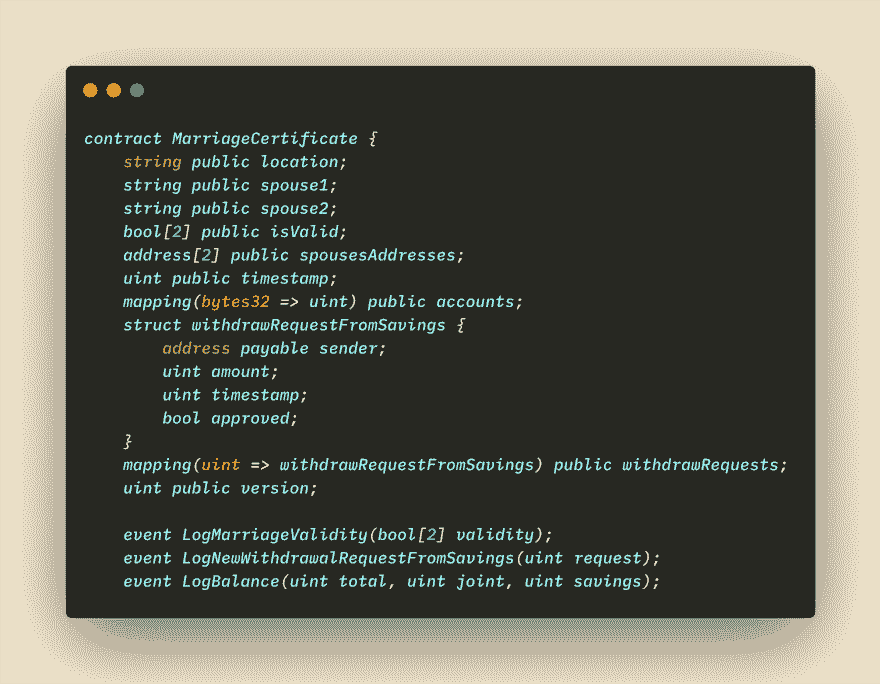 contract MarriageCertificate {
    string public location;
    string public spouse1;
    string public spouse2;
    bool[2] public isValid;
    address[2] public spousesAddresses;
    uint public timestamp;
    mapping(bytes32 => uint) public accounts;
    struct withdrawRequestFromSavings {
        address payable sender;
        uint amount;
        uint timestamp;
        bool approved;
    }
    mapping(uint => withdrawRequestFromSavings) public withdrawRequests;
    uint public version;

    event LogMarriageValidity(bool[2] validity);
    event LogNewWithdrawalRequestFromSavings(uint request);
    event LogBalance(uint total, uint joint, uint savings);